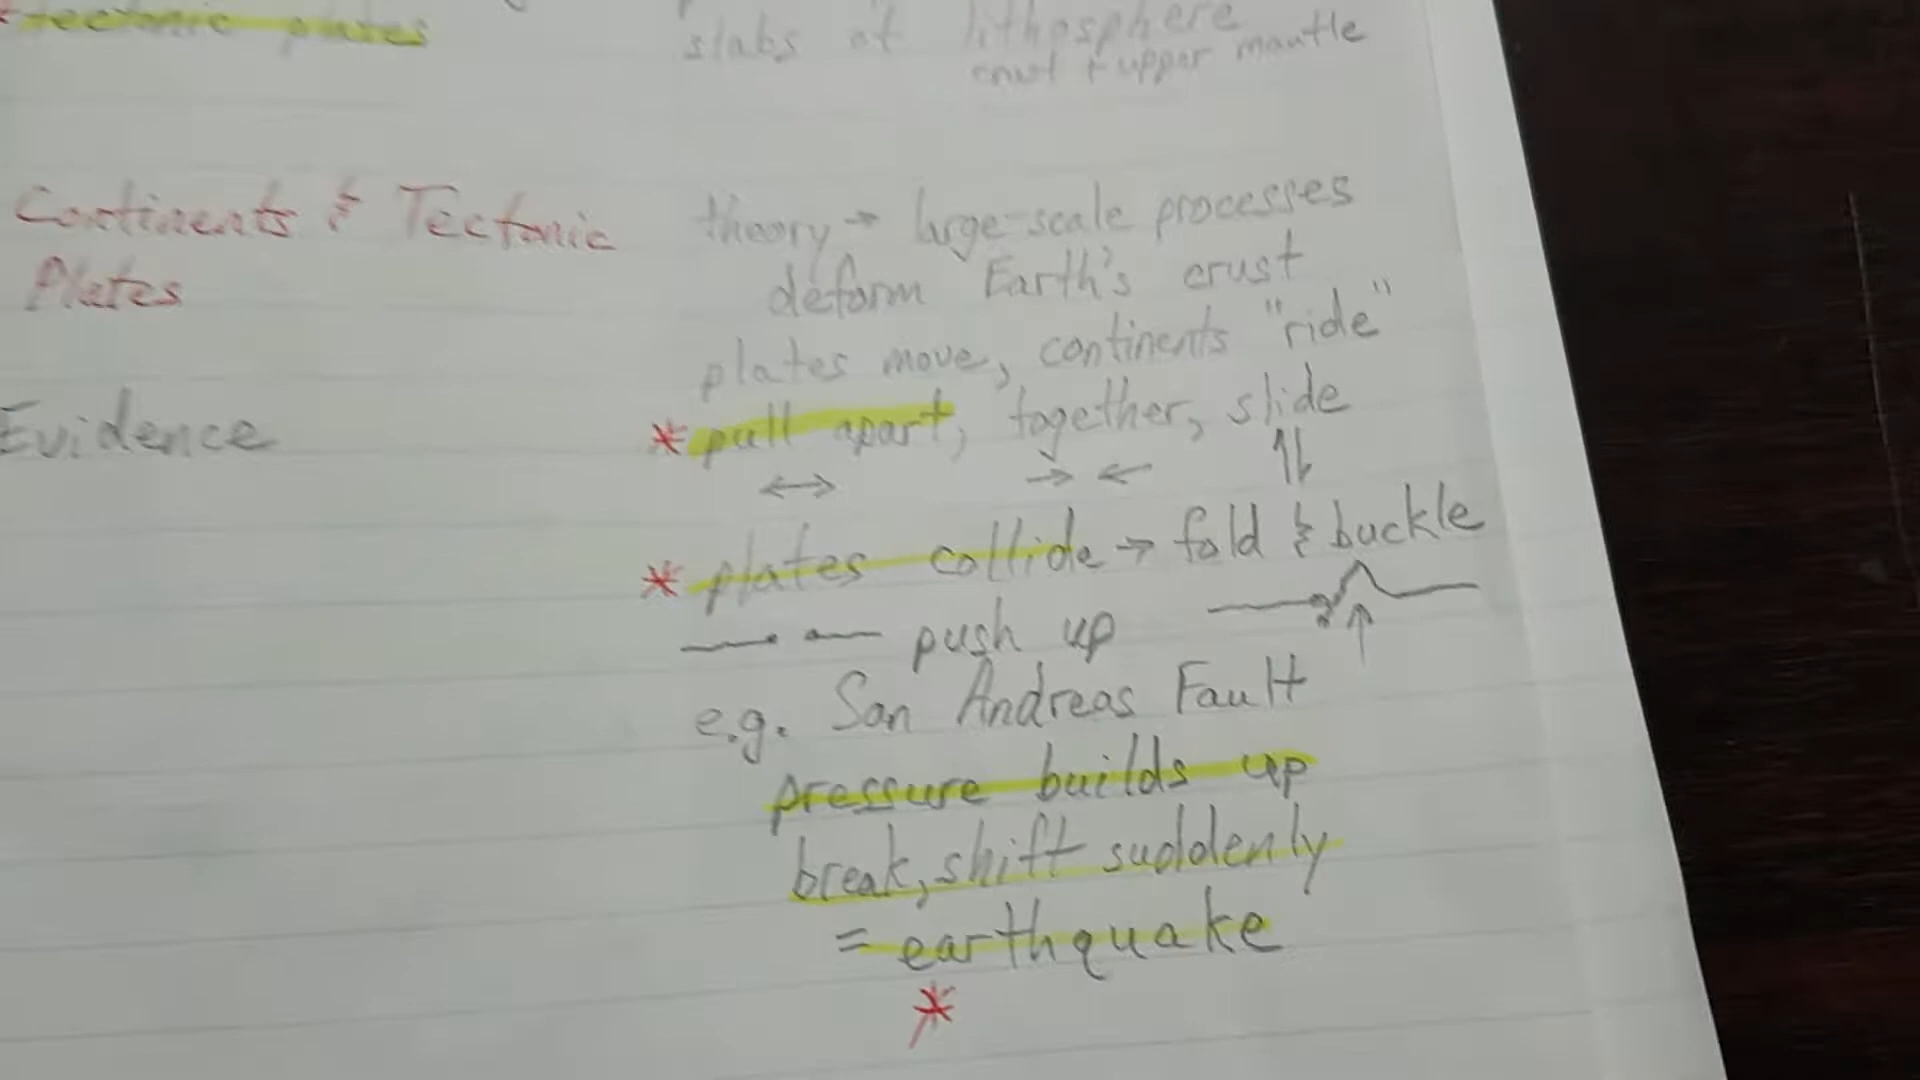 tectonic plates
slabs of lithosphere
crust + upper mantle
Continents & Tectonic
Plates
theory → large-scale processes
deform Earth's crust
plates move, continents "ride"
Evidence
* pull apart, together, slide
↔ → ← ↿⇂
* plates collide → fold & buckle
push up
e.g. San Andreas Fault
pressure builds up
break, shift suddenly
= earthquake
*